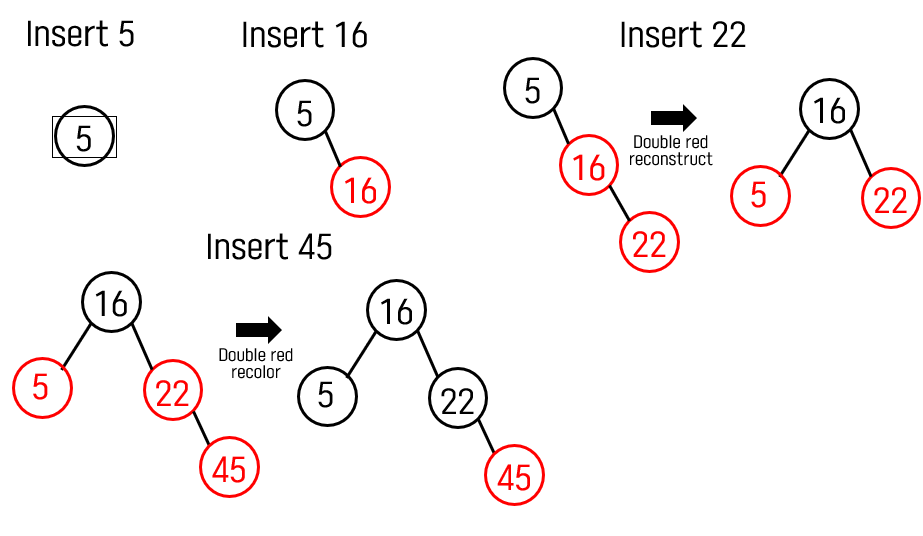 Insert 5
Insert 16
Insert 22
5
5
16
5
16
22
Double red
reconstruct
16
5
22
Insert 45
16
5
22
45
Double red
recolor
16
5
22
45